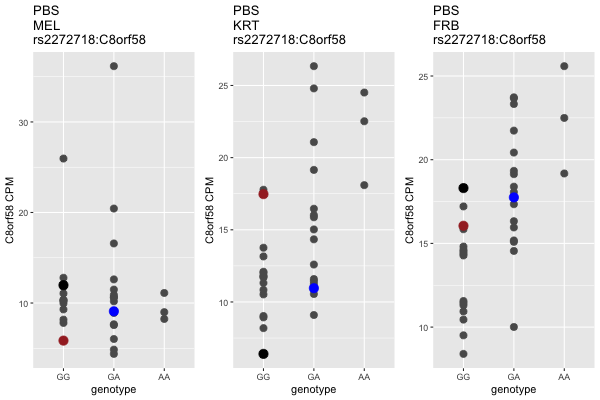 PBS
MEL
rs2272718:C8orf58
C8orf58 CPM
30
20
10
GG
GA
AA
genotype
PBS
KRT
rs2272718:C8orf58
C8orf58 CPM
25
20
15
10
GG
GA
AA
genotype
PBS
FRB
rs2272718:C8orf58
C8orf58 CPM
25
20
15
10
GG
GA
AA
genotype